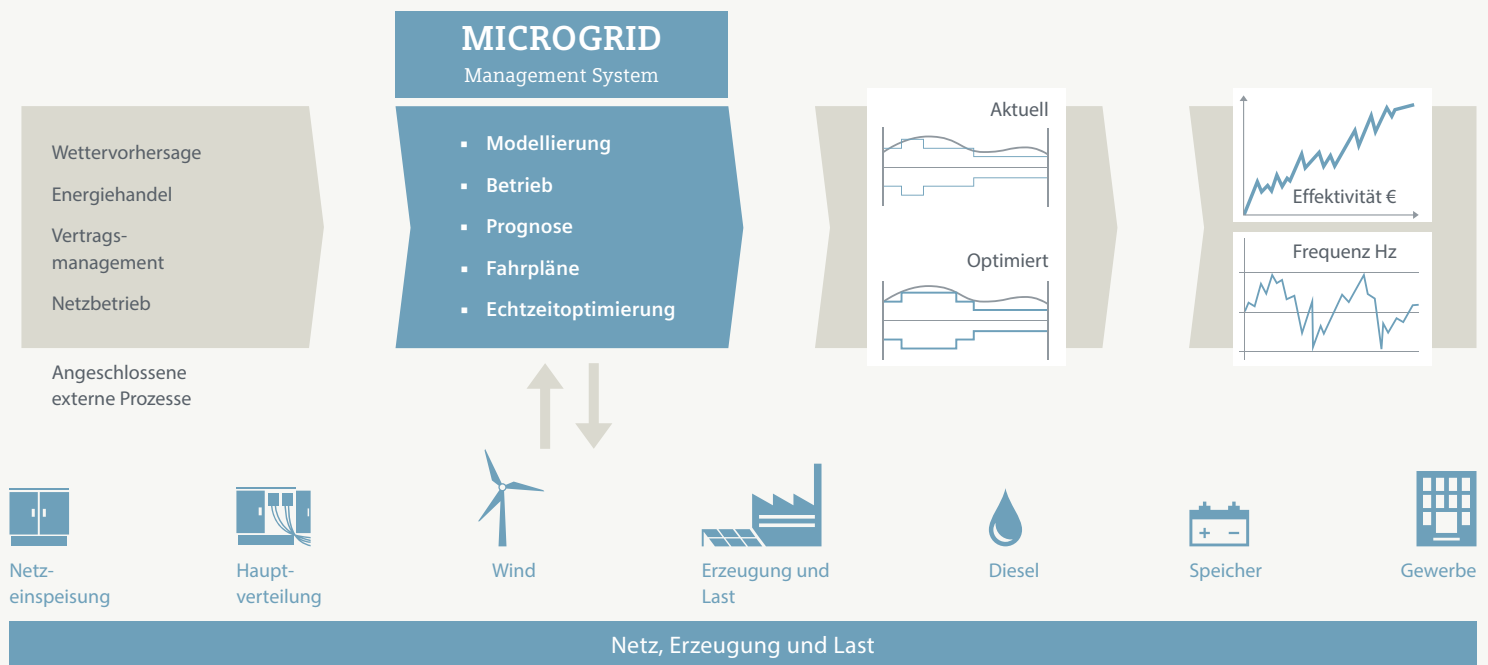 MICROGRID
Management System
Wettervorhersage
Energiehandel
Vertrags-
management
Netzbetrieb
Angeschlossene
externe Prozesse
▪ Modellierung
▪ Betrieb
▪ Prognose
▪ Fahrpläne
▪ Echtzeitoptimierung
Aktuell
Optimiert
Effektivität €
Frequenz Hz
Netz-
einspeisung
Haupt-
verteilung
Wind
Erzeugung und
Last
Diesel
+ −
Speicher
Gewerbe
Netz, Erzeugung und Last